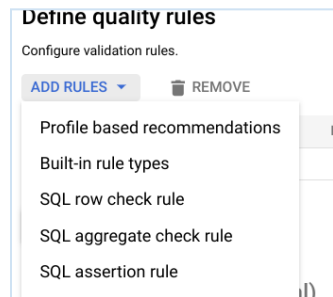 Define quality rules
Configure validation rules.
ADD RULES
REMOVE
Profile based recommendations
Built-in rule types
SQL row check rule
SQL aggregate check rule
SQL assertion rule